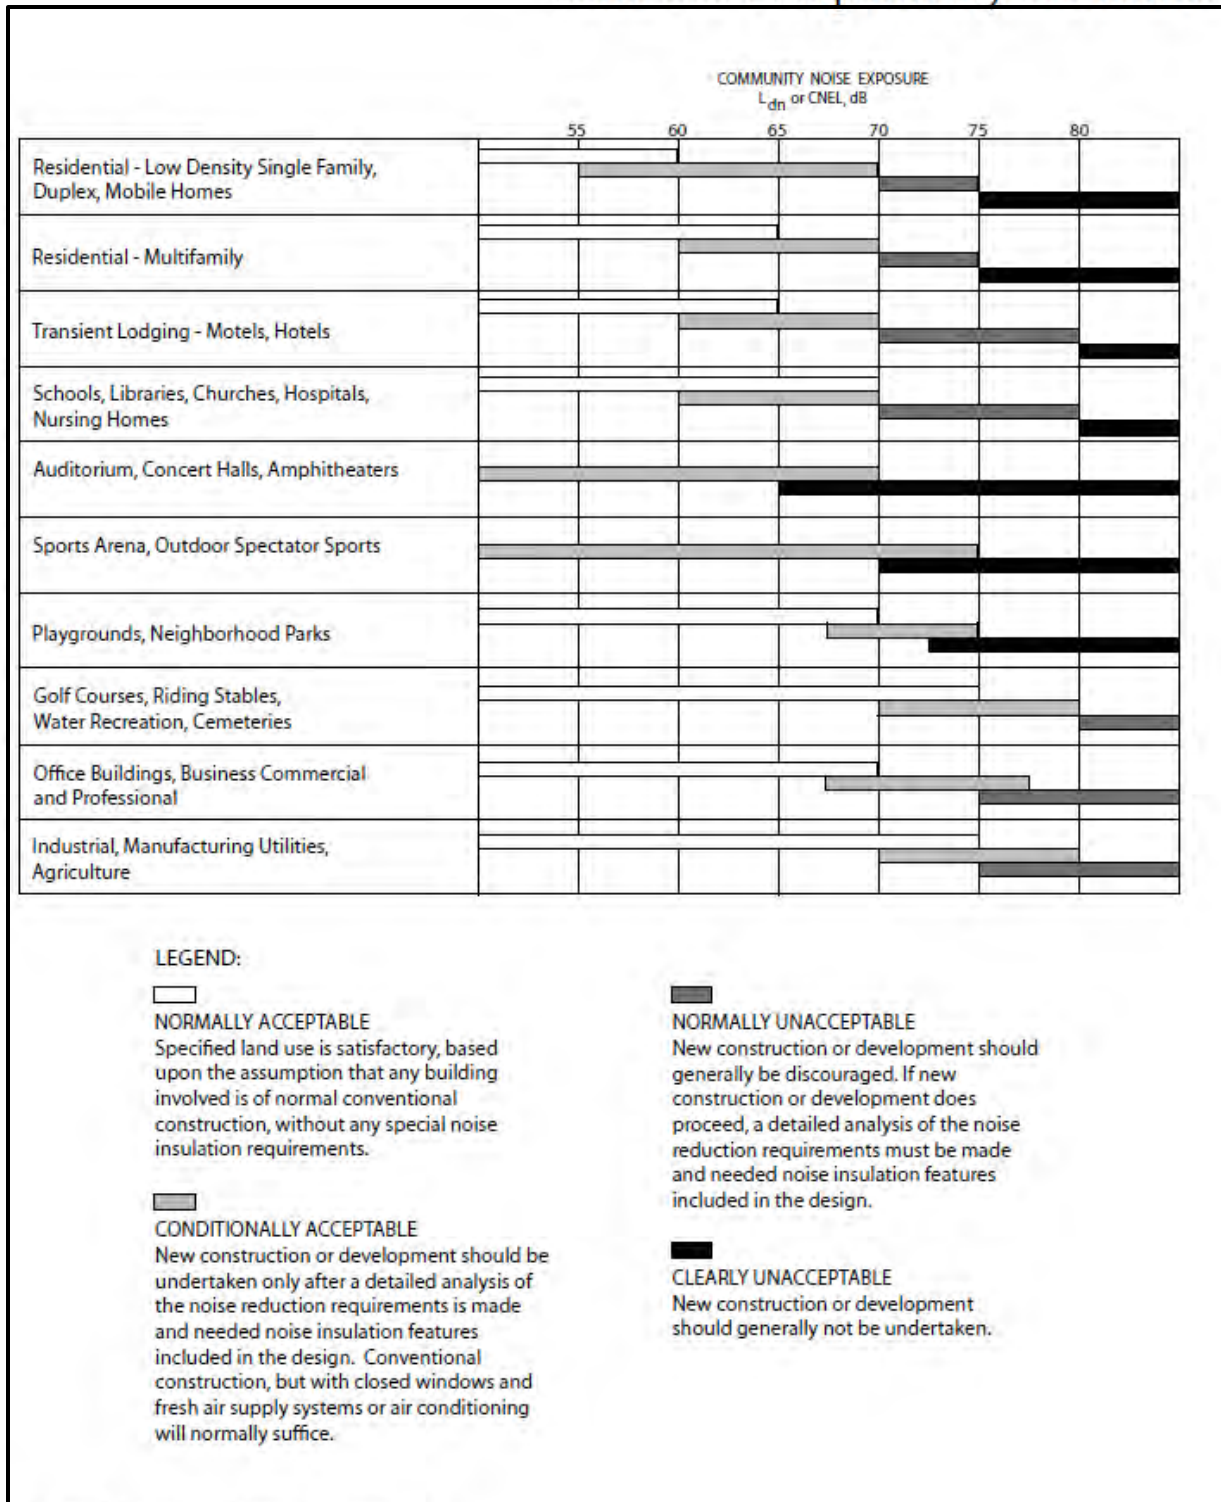 COMMUNITY NOISE EXPOSURE
Ldn or CNEL, dB
55 60 65 70 75 80
Residential - Low Density Single Family,
Duplex, Mobile Homes
Residential - Multifamily
Transient Lodging - Motels, Hotels
Schools, Libraries, Churches, Hospitals,
Nursing Homes
Auditorium, Concert Halls, Amphitheaters
Sports Arena, Outdoor Spectator Sports
Playgrounds, Neighborhood Parks
Golf Courses, Riding Stables,
Water Recreation, Cemeteries
Office Buildings, Business Commercial
and Professional
Industrial, Manufacturing Utilities,
Agriculture
LEGEND:
NORMALLY ACCEPTABLE
Specified land use is satisfactory, based
upon the assumption that any building
involved is of normal conventional
construction, without any special noise
insulation requirements.
CONDITIONALLY ACCEPTABLE
New construction or development should be
undertaken only after a detailed analysis of
the noise reduction requirements is made
and needed noise insulation features
included in the design. Conventional
construction, but with closed windows and
fresh air supply systems or air conditioning
will normally suffice.
NORMALLY UNACCEPTABLE
New construction or development should
generally be discouraged. If new
construction or development does
proceed, a detailed analysis of the noise
reduction requirements must be made
and needed noise insulation features
included in the design.
CLEARLY UNACCEPTABLE
New construction or development
should generally not be undertaken.